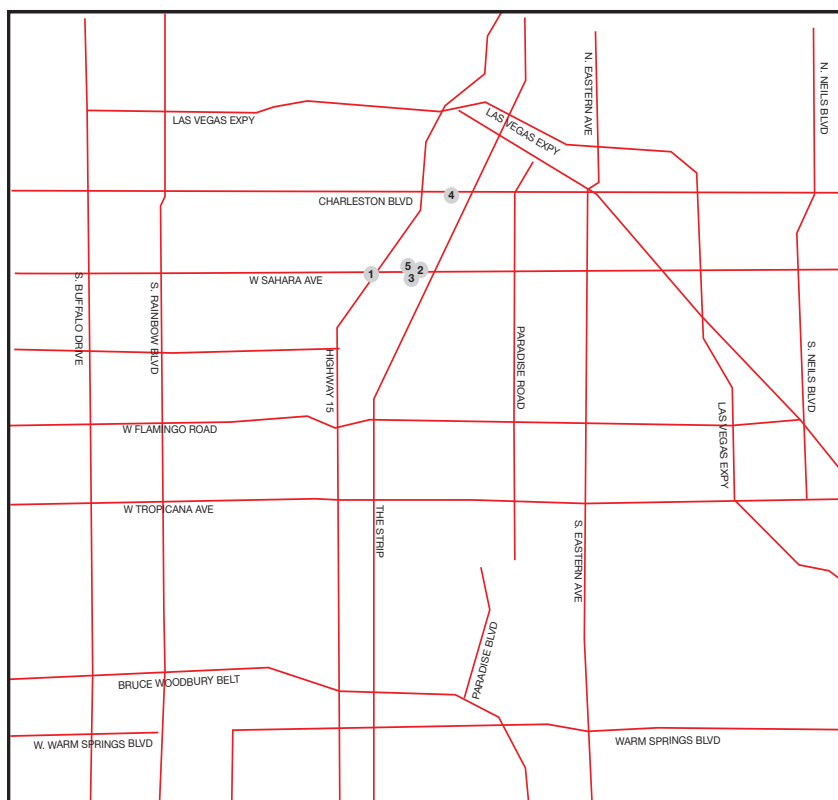 N. EASTERN AVE
N. NEILS BLVD
LAS VEGAS EXPY
LAS VEGAS EXPY
CHARLESTON BLVD
4
W SAHARA AVE
1
5
2
3
S. BUFFALO DRIVE
S. RAINBOW BLVD
HIGHWAY 15
PARADISE ROAD
S. NEILS BLVD
W FLAMINGO ROAD
LAS VEGAS EXPY
W TROPICANA AVE
THE STRIP
S. EASTERN AVE
PARADISE BLVD
BRUCE WOODBURY BELT
W. WARM SPRINGS BLVD
WARM SPRINGS BLVD